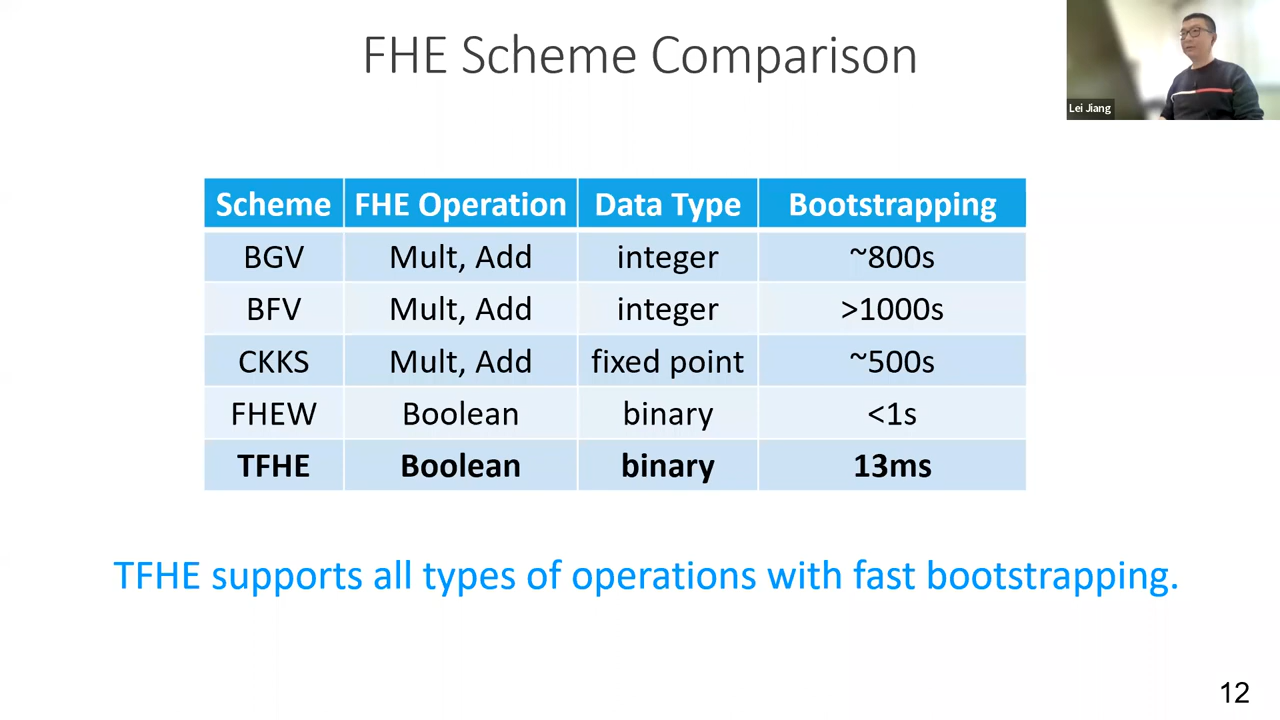 FHE Scheme Comparison
Lei Jiang
Scheme FHE Operation Data Type Bootstrapping
BGV Mult, Add integer ~800s
BFV Mult, Add integer >1000s
CKKS Mult, Add fixed point ~500s
FHEW Boolean binary <1s
TFHE Boolean binary 13ms
TFHE supports all types of operations with fast bootstrapping.
12